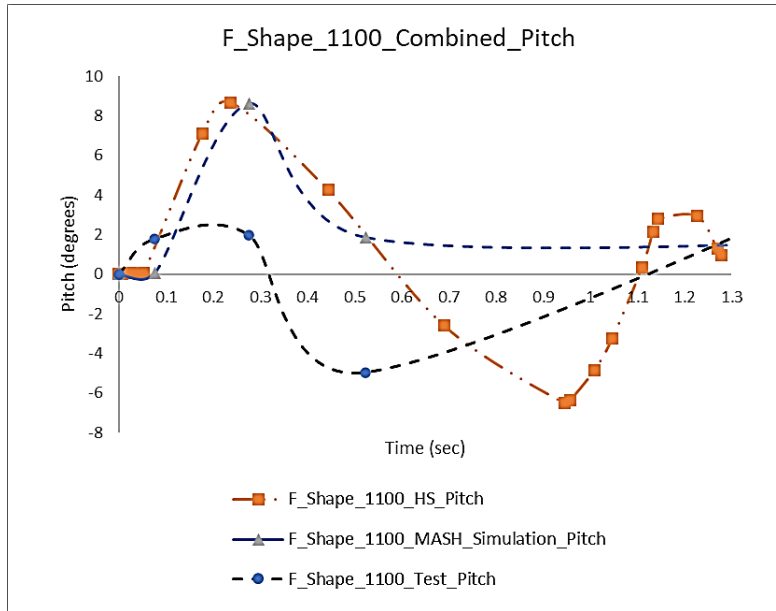 F_Shape_1100_Combined_Pitch
10
8
6
4
2
0
-2
-4
-6
-8
Pitch (degrees)
0 0.1 0.2 0.3 0.4 0.5 0.6 0.7 0.8 0.9 1 1.1 1.2 1.3
Time (sec)
F_Shape_1100_HS_Pitch
F_Shape_1100_MASH_Simulation_Pitch
F_Shape_1100_Test_Pitch